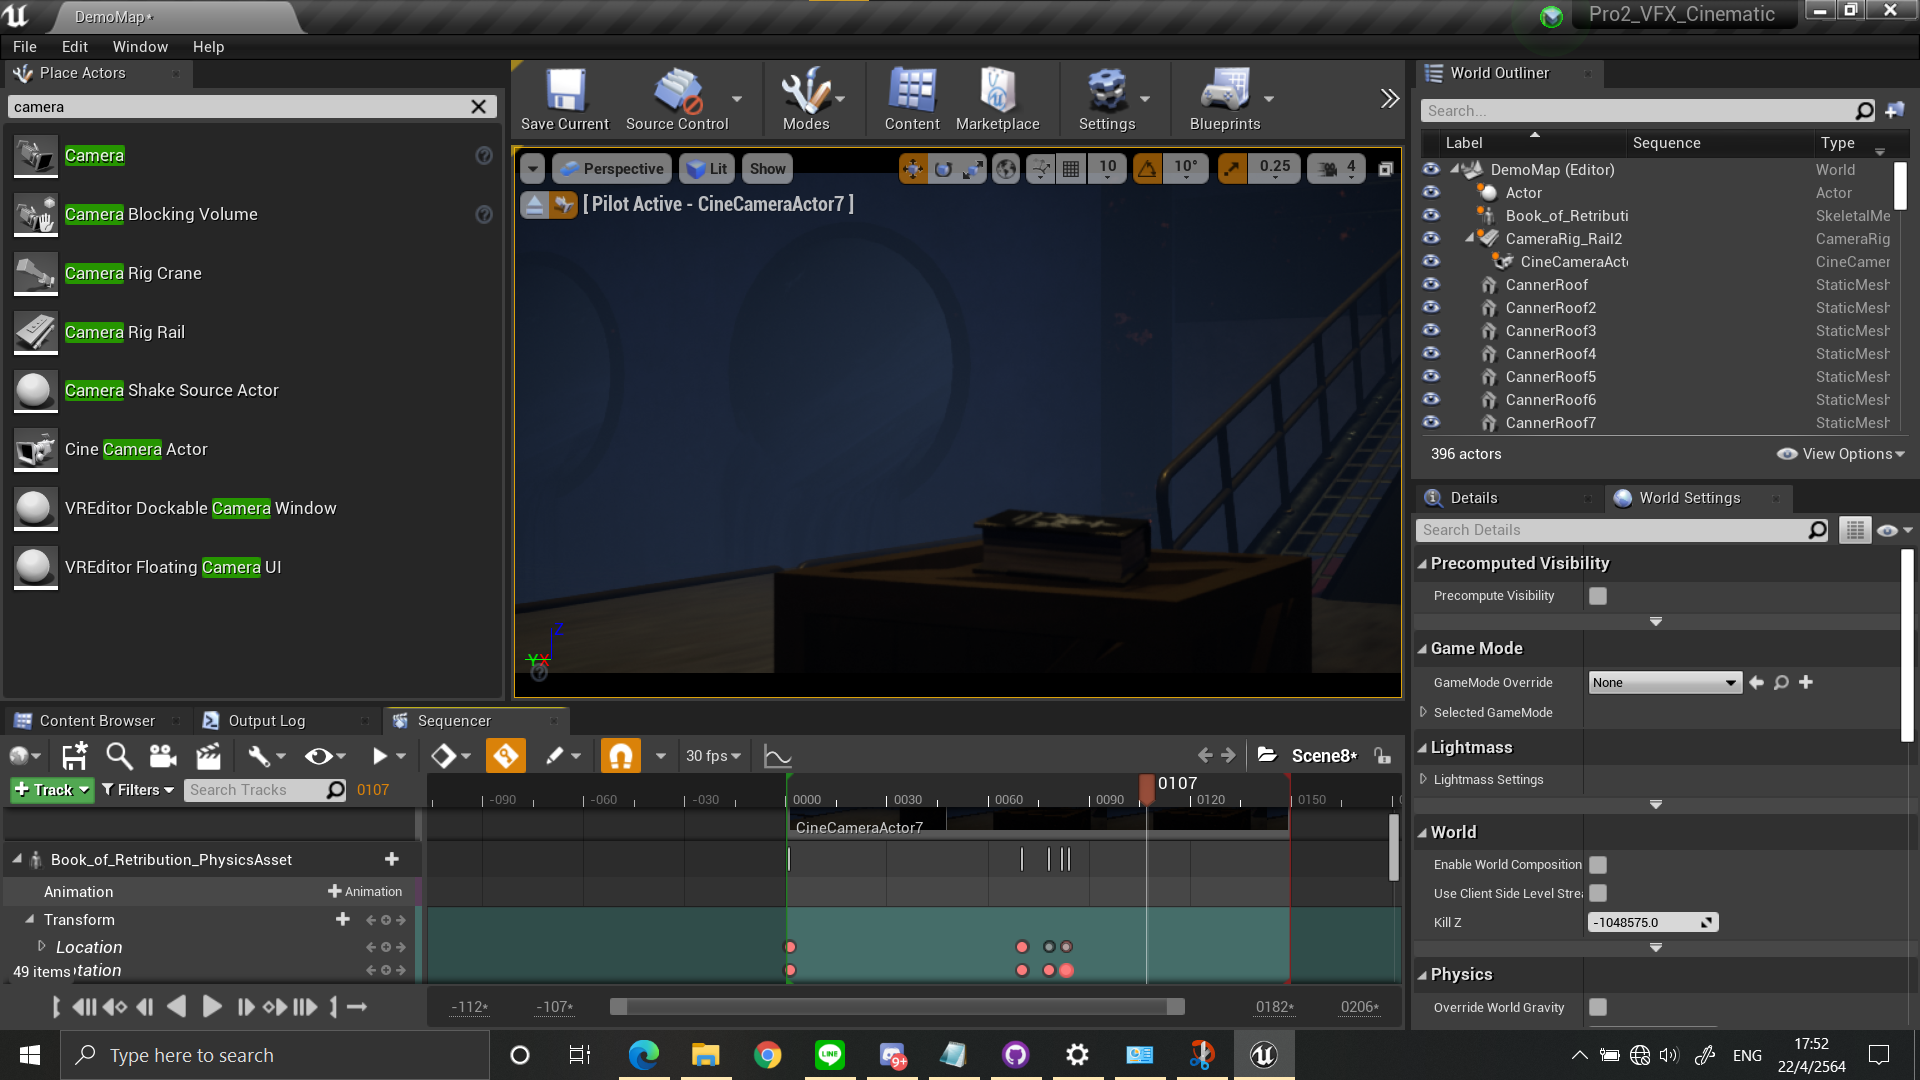 DemoMap*
Pro2_VFX_Cinematic
File Edit Window Help
Place Actors
camera
Camera
Camera Blocking Volume
Camera Rig Crane
Camera Rig Rail
Camera Shake Source Actor
Cine Camera Actor
VREditor Dockable Camera Window
VREditor Floating Camera UI
Save Current Source Control Modes Content Marketplace Settings Blueprints
Perspective Lit Show 10 10° 0.25 4
[ Pilot Active - CineCameraActor7 ]
Z
Y X
World Outliner
Search...
Label Sequence Type
DemoMap (Editor) World
Actor Actor
Book_of_Retributi SkeletalMe
CameraRig_Rail2 CameraRig
CineCameraAct CineCamer
CannerRoof StaticMesh
CannerRoof2 StaticMesh
CannerRoof3 StaticMesh
CannerRoof4 StaticMesh
CannerRoof5 StaticMesh
CannerRoof6 StaticMesh
CannerRoof7 StaticMesh
396 actors View Options
Details World Settings
Search Details
Precomputed Visibility
Precompute Visibility
Game Mode
GameMode Override None
Selected GameMode
Lightmass
Lightmass Settings
World
Enable World Composition
Use Client Side Level Strea
Kill Z -1048575.0
Physics
Override World Gravity
Content Browser Output Log Sequencer
30 fps Scene8*
Track Filters Search Tracks 0107
-090 -060 -030 0000 0030 0060 0090 0107 0120 0150
CineCameraActor7
Book_of_Retribution_PhysicsAsset
Animation Animation
Transform
Location
49 items tation
-112* -107* 0182* 0206*
Type here to search
9+
ENG
17:52
22/4/2564